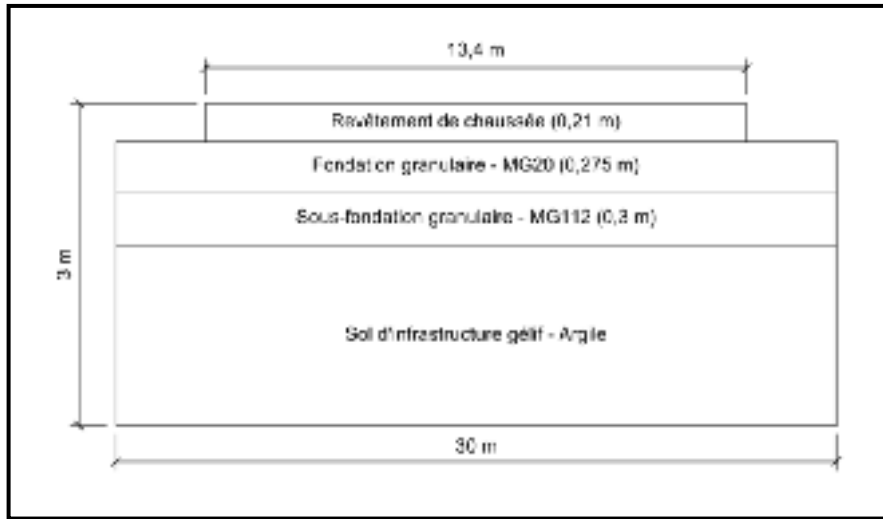 13,4 m
Revêtement de chaussée (0,21 m)
Fondation granulaire - MG20 (0,275 m)
Sous-fondation granulaire - MG112 (0,3 m)
3 m
Sol d'infrastructure gélif - Argile
30 m